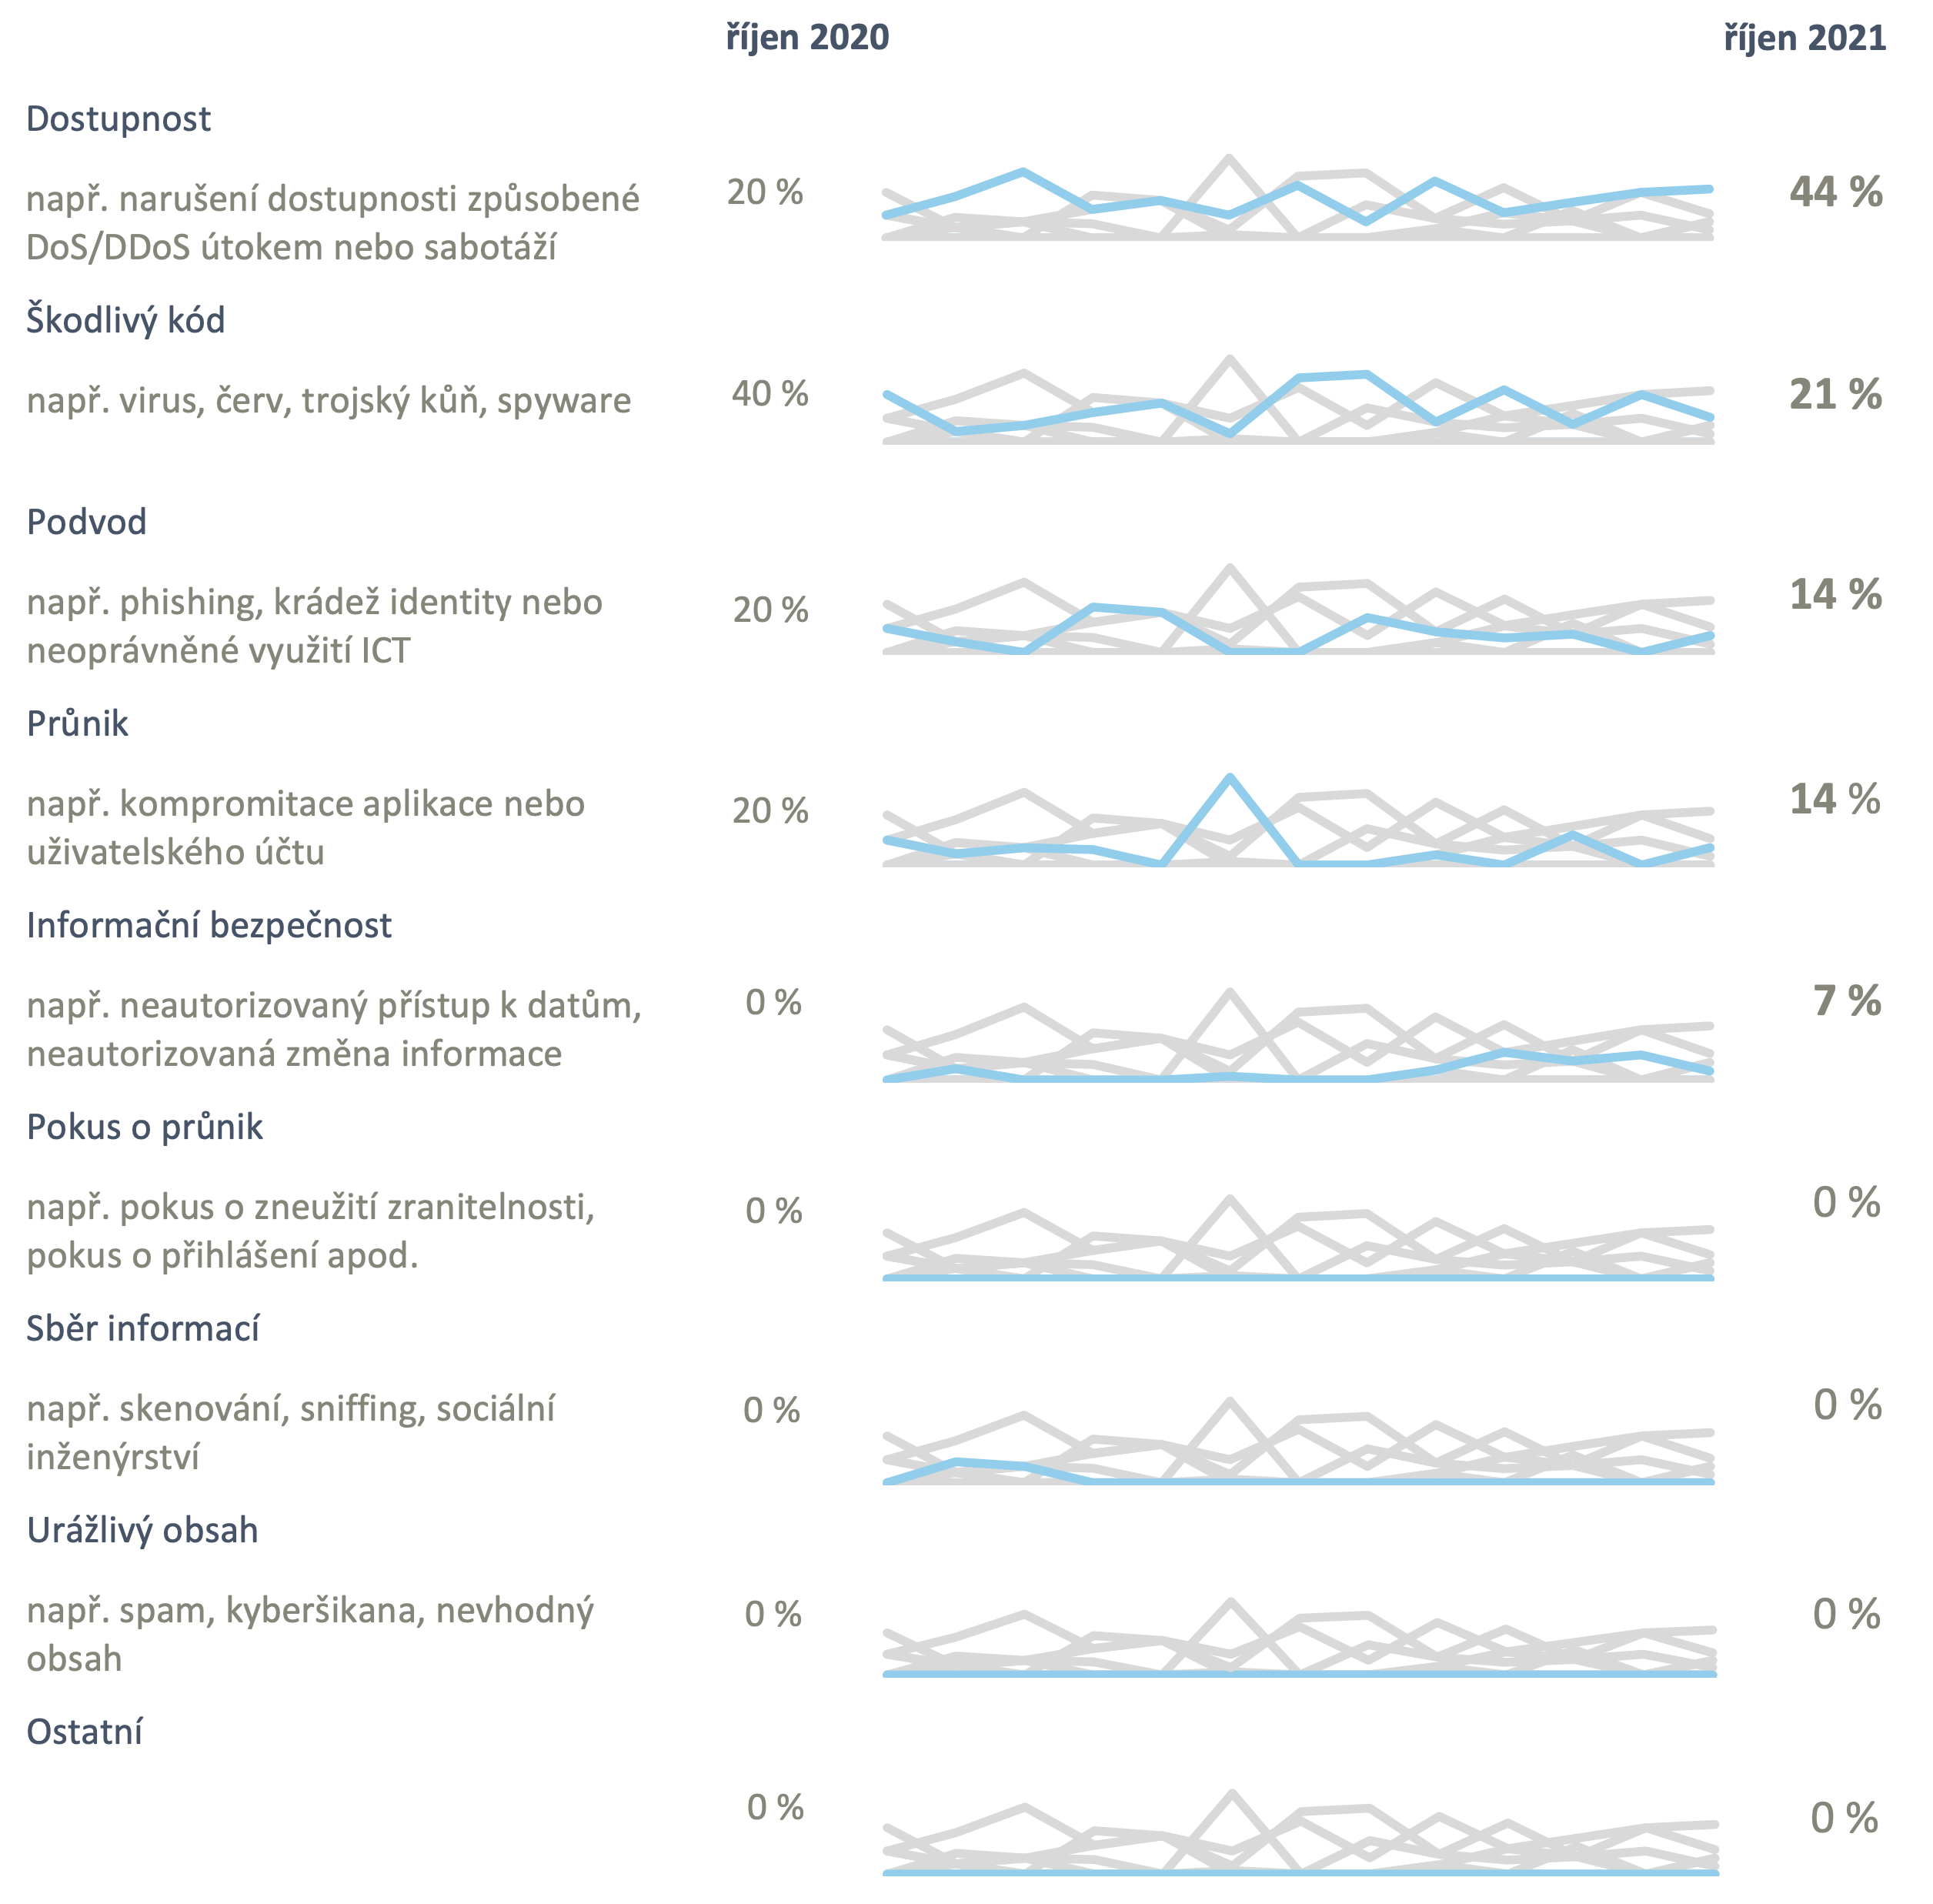 říjen 2020 říjen 2021
Dostupnost
např. narušení dostupnosti způsobené
DoS/DDoS útokem nebo sabotáží
20 % 44 %
Škodlivý kód
např. virus, červ, trojský kůň, spyware
40 % 21 %
Podvod
např. phishing, krádež identity nebo
neoprávněné využití ICT
20 % 14 %
Průnik
např. kompromitace aplikace nebo
uživatelského účtu
20 % 14 %
Informační bezpečnost
např. neautorizovaný přístup k datům,
neautorizovaná změna informace
0 % 7 %
Pokus o průnik
např. pokus o zneužití zranitelnosti,
pokus o přihlášení apod.
0 % 0 %
Sběr informací
např. skenování, sniffing, sociální
inženýrství
0 % 0 %
Urážlivý obsah
např. spam, kyberšikana, nevhodný
obsah
0 % 0 %
Ostatní
0 % 0 %